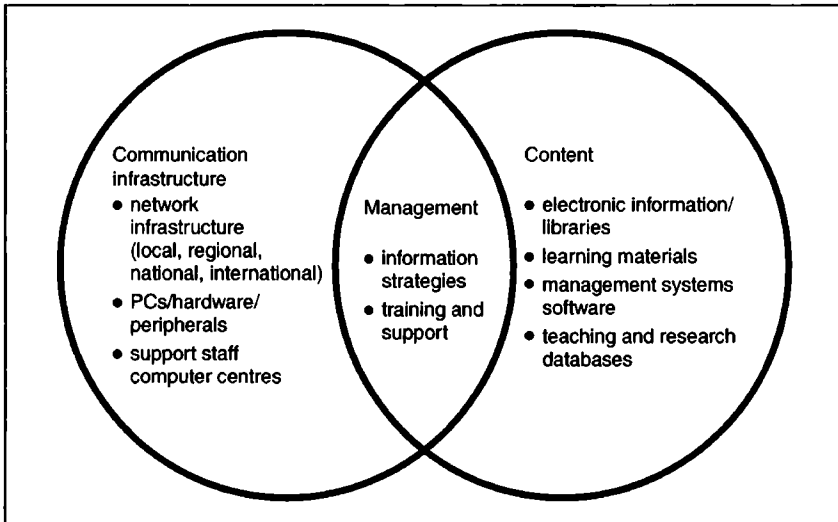 Communication
infrastructure
• network
infrastructure
(local, regional,
national, international)
• PCs/hardware/
peripherals
• support staff
computer centres
Management
• information
strategies
• training and
support
Content
• electronic information/
libraries
• learning materials
• management systems
software
• teaching and research
databases